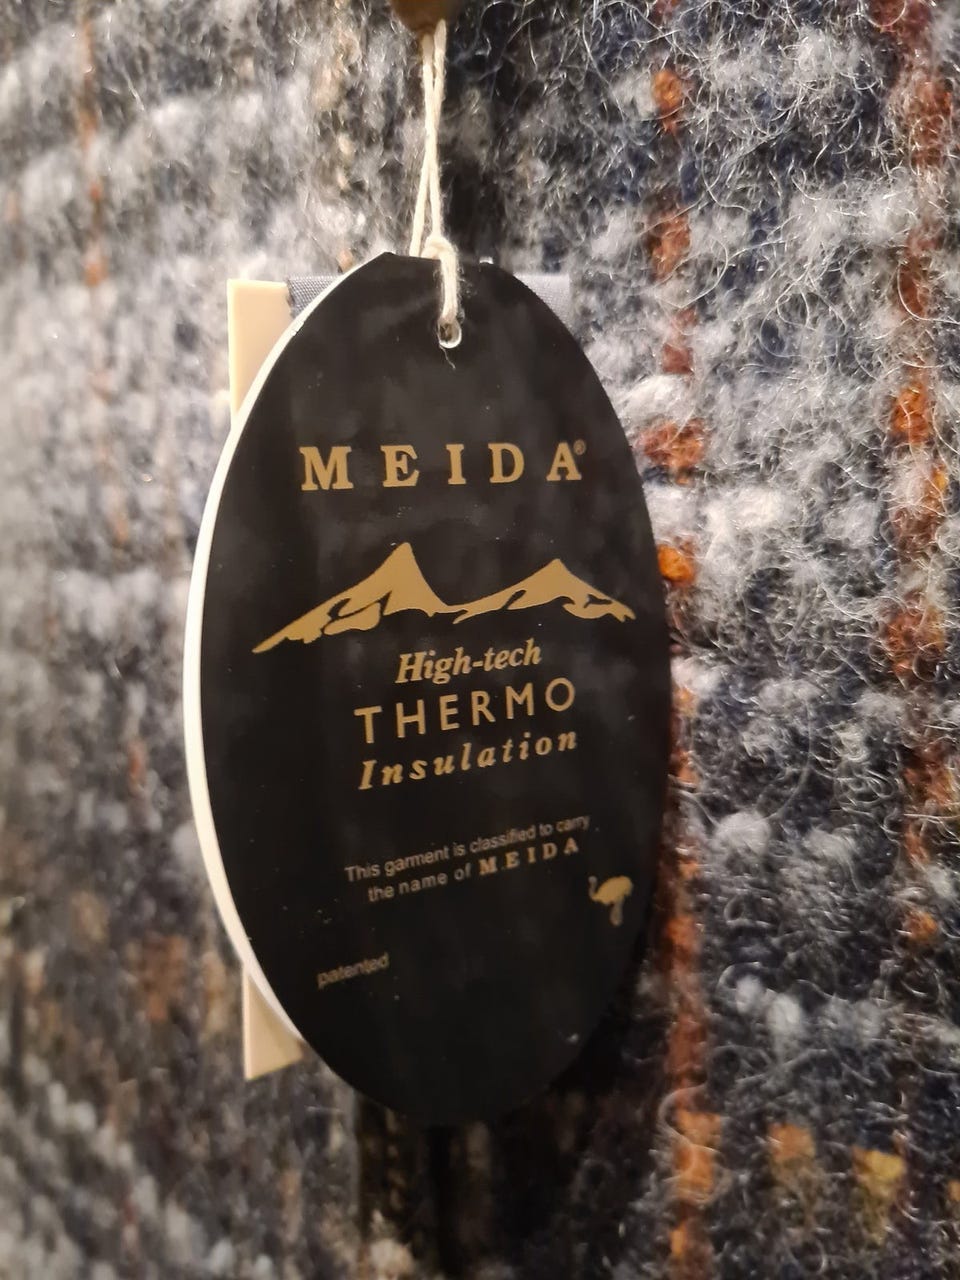 MEIDA®
High-tech
THERMO
Insulation
This garment is classified to carry
the name of MEIDA
patented